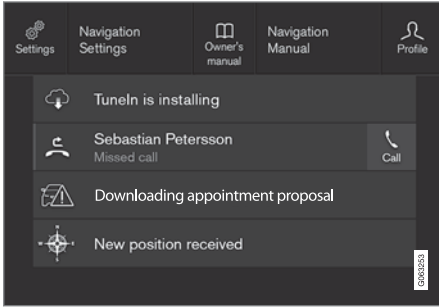 Settings
Navigation
Settings
Owner's
manual
Navigation
Manual
Profile
TuneIn is installing
Sebastian Petersson
Missed call
Call
Downloading appointment proposal
New position received
G063253